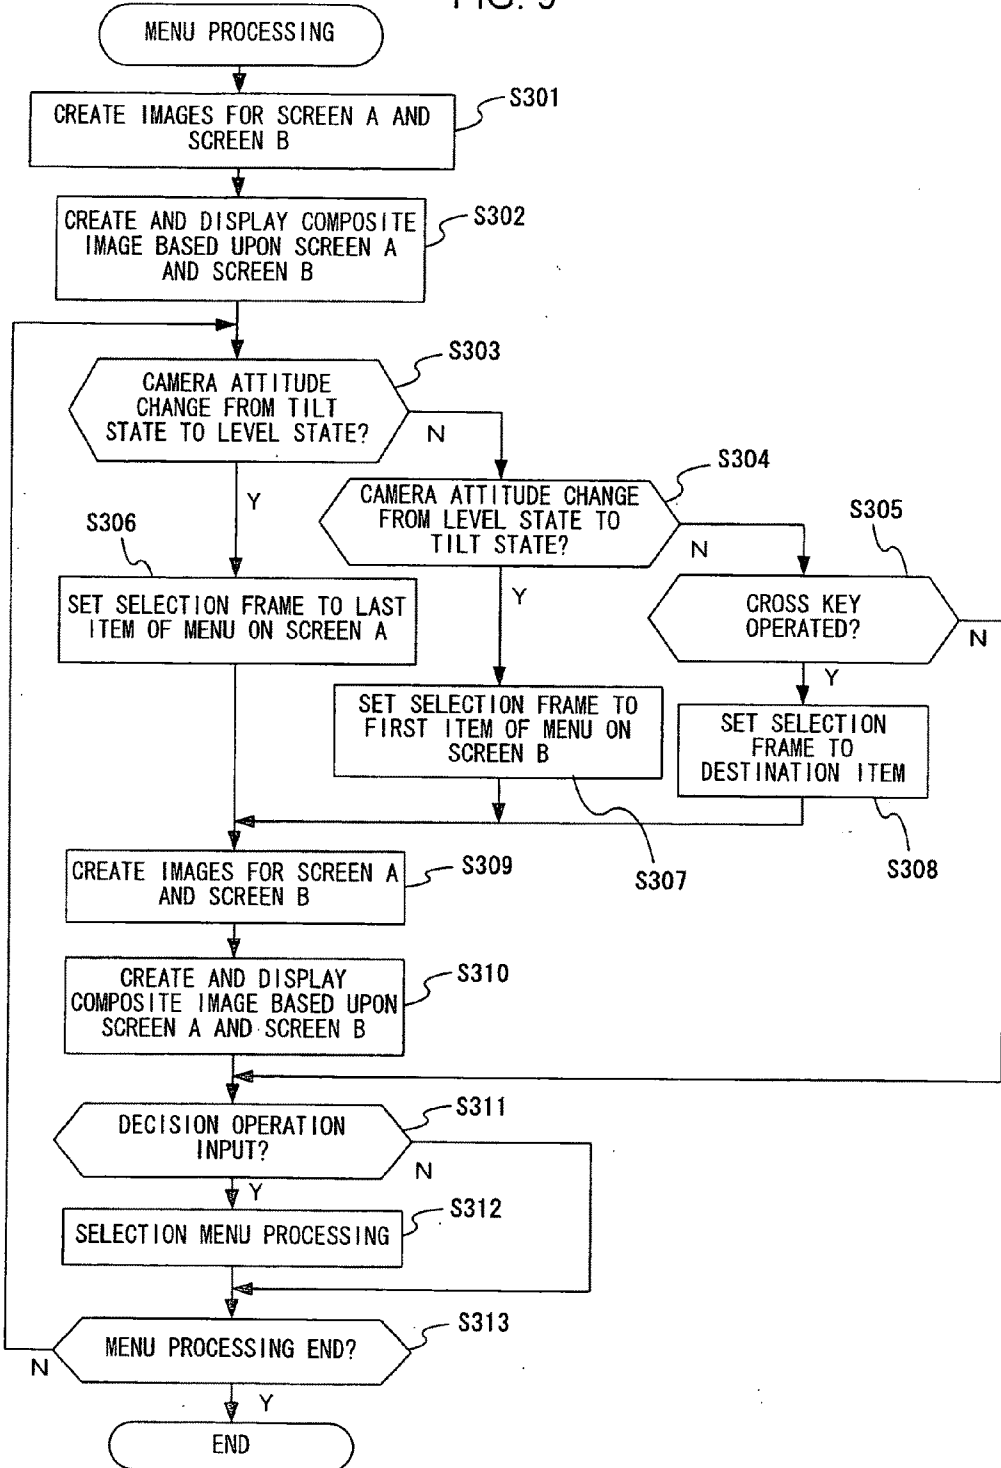 FIG. 9
MENU PROCESSING
CREATE IMAGES FOR SCREEN A AND
SCREEN B
S301
CREATE AND DISPLAY COMPOSITE
IMAGE BASED UPON SCREEN A
AND SCREEN B
S302
CAMERA ATTITUDE
CHANGE FROM TILT
STATE TO LEVEL STATE?
S303
N
Y
CAMERA ATTITUDE CHANGE
FROM LEVEL STATE TO
TILT STATE?
S304
N
Y
S305
CROSS KEY
OPERATED?
N
Y
S306
SET SELECTION FRAME TO LAST
ITEM OF MENU ON SCREEN A
SET SELECTION FRAME TO
FIRST ITEM OF MENU ON
SCREEN B
S307
SET SELECTION
FRAME TO
DESTINATION ITEM
S308
CREATE IMAGES FOR SCREEN A
AND SCREEN B
S309
CREATE AND DISPLAY
COMPOSITE IMAGE BASED UPON
SCREEN A AND SCREEN B
S310
DECISION OPERATION
INPUT?
S311
N
Y
SELECTION MENU PROCESSING
S312
MENU PROCESSING END?
S313
N
Y
END